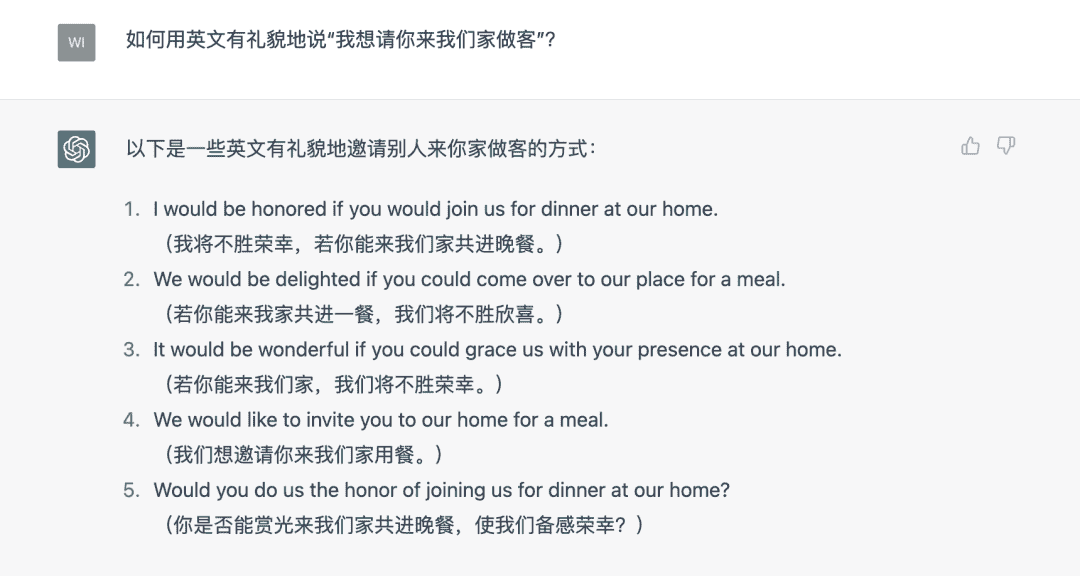 WI
如何用英文有礼貌地说“我想请你来我们家做客”?
以下是一些英文有礼貌地邀请别人来你家做客的方式：
1. I would be honored if you would join us for dinner at our home.
（我将不胜荣幸，若你能来我们家共进晚餐。）
2. We would be delighted if you could come over to our place for a meal.
（若你能来我家共进一餐，我们将不胜欣喜。）
3. It would be wonderful if you could grace us with your presence at our home.
（若你能来我们家，我们将不胜荣幸。）
4. We would like to invite you to our home for a meal.
（我们想邀请你来我们家用餐。）
5. Would you do us the honor of joining us for dinner at our home?
（你是否能赏光来我们家共进晚餐，使我们备感荣幸？）